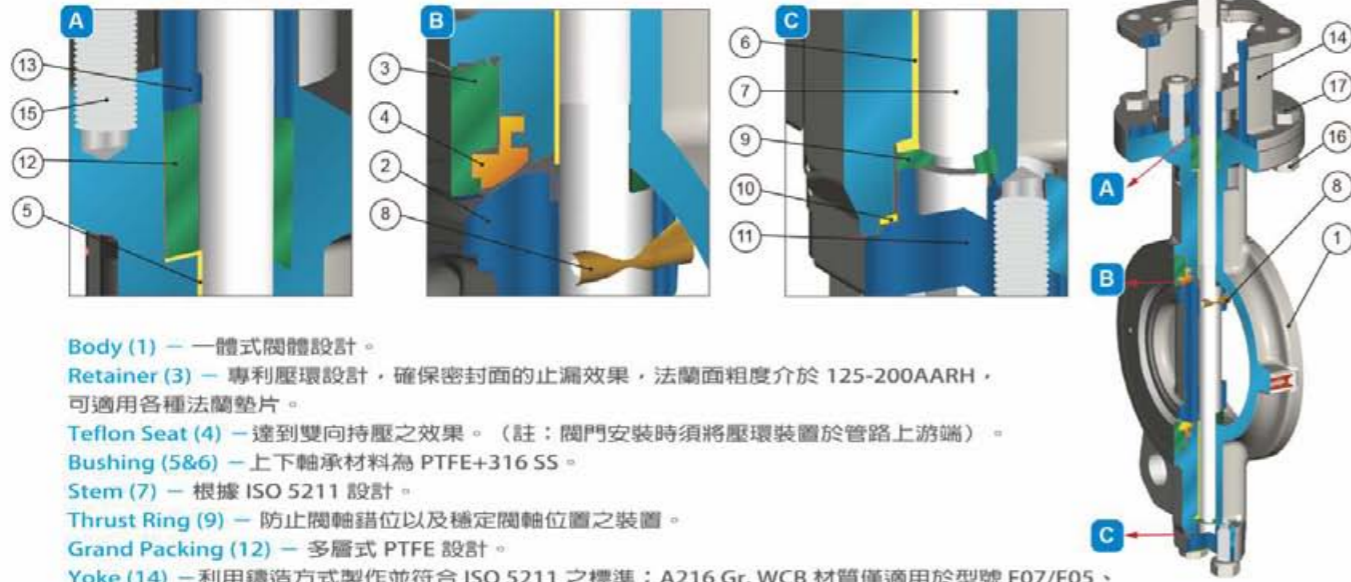 A
B
C
13
15
12
5
3
4
2
8
6
7
9
10
11
14
17
16
A
8
1
B
C
Body (1) － 一體式閥體設計。
Retainer (3) － 專利壓環設計，確保密封面的止漏效果，法蘭面粗度介於 125-200AARH，
可適用各種法蘭墊片。
Teflon Seat (4) －達到雙向持壓之效果。（註：閥門安裝時須將壓環裝置於管路上游端）。
Bushing (5&6) －上下軸承材料為 PTFE+316 SS。
Stem (7) － 根據 ISO 5211 設計。
Thrust Ring (9) － 防止閥軸錯位以及穩定閥軸位置之裝置。
Grand Packing (12) － 多層式 PTFE 設計。
Yoke (14) －利用鑄造方式製作並符合 ISO 5211 之標準；A216 Gr. WCB 材質僅適用於型號 F07/F05、